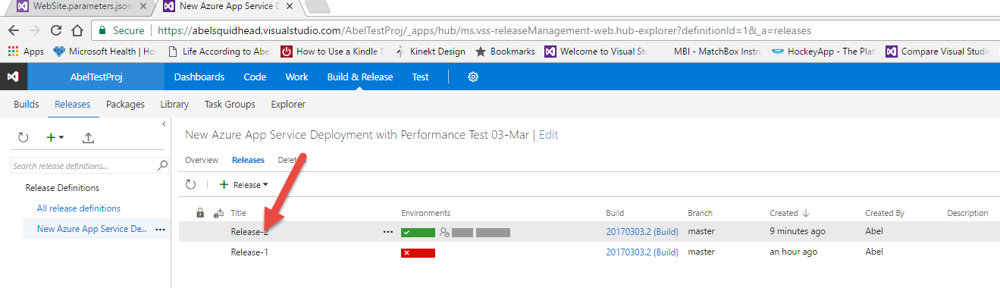 WebSite.parameters.json
New Azure App Service D
Secure https://abelsquidhead.visualstudio.com/AbelTestProj/_apps/hub/ms.vss-releaseManagement-web.hub-explorer?definitionId=1&_a=releases
Apps Microsoft Health | Ho Life According to Abe How to Use a Kindle D Kinekt Design Bookmarks Welcome to Visual Stu MBI - MatchBox Instru HockeyApp - The Plat Compare Visual Studio
AbelTestProj Dashboards Code Work Build & Release Test
Builds Releases Packages Library Task Groups Explorer
New Azure App Service Deployment with Performance Test 03-Mar | Edit
Overview Releases
Search release definitions...
Release
Release Definitions
All release definitions
New Azure App Service De...
Title Environments Build Branch Created Created By Description
Release-2 20170303.2 (Build) master 9 minutes ago Abel
Release-1 20170303.2 (Build) master an hour ago Abel